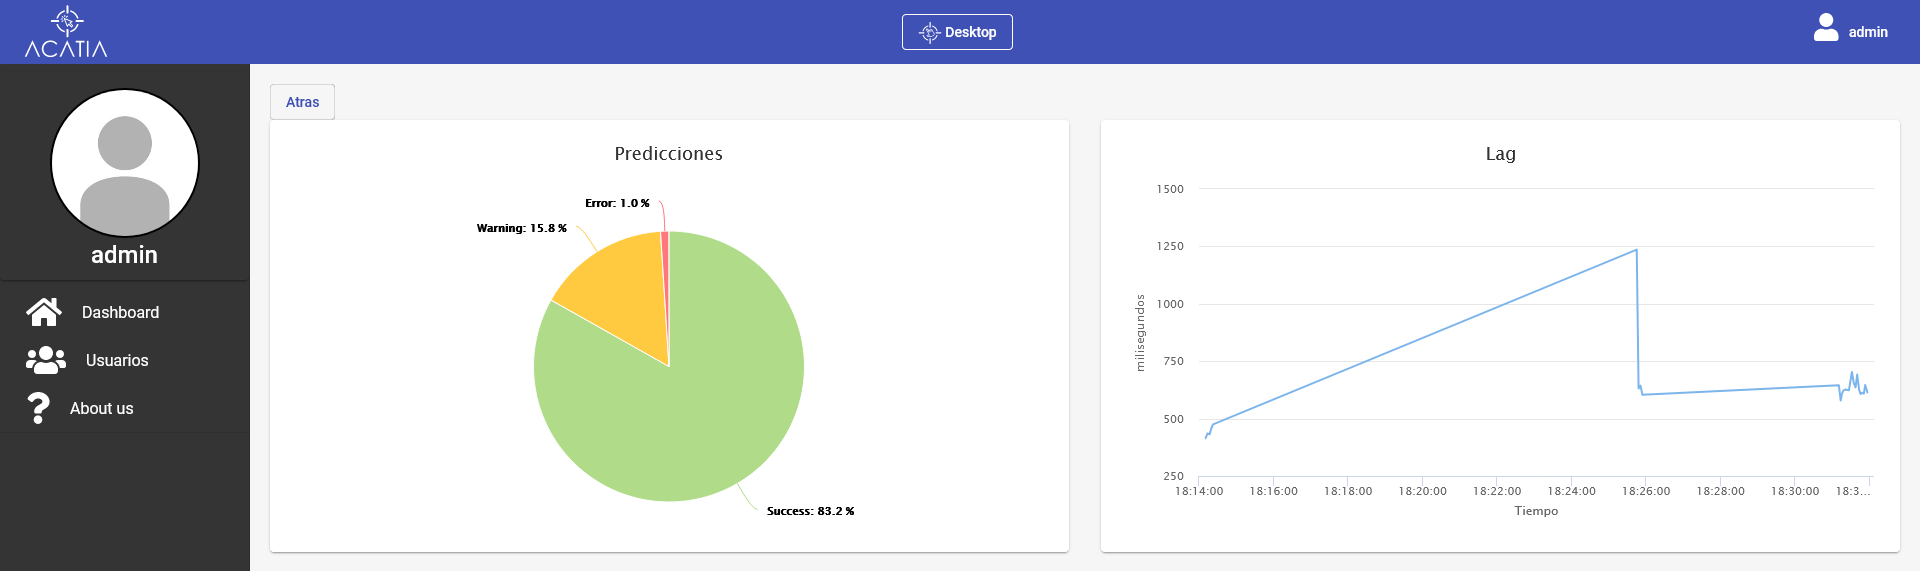 ACATIA
Desktop
admin
admin
Dashboard
Usuarios
About us
Atras
Predicciones
Error: 1.0 %
Warning: 15.8 %
Success: 83.2 %
Lag
1500
1250
1000
750
500
250
milisegundos
18:14:00 18:16:00 18:18:00 18:20:00 18:22:00 18:24:00 18:26:00 18:28:00 18:30:00 18:3...
Tiempo